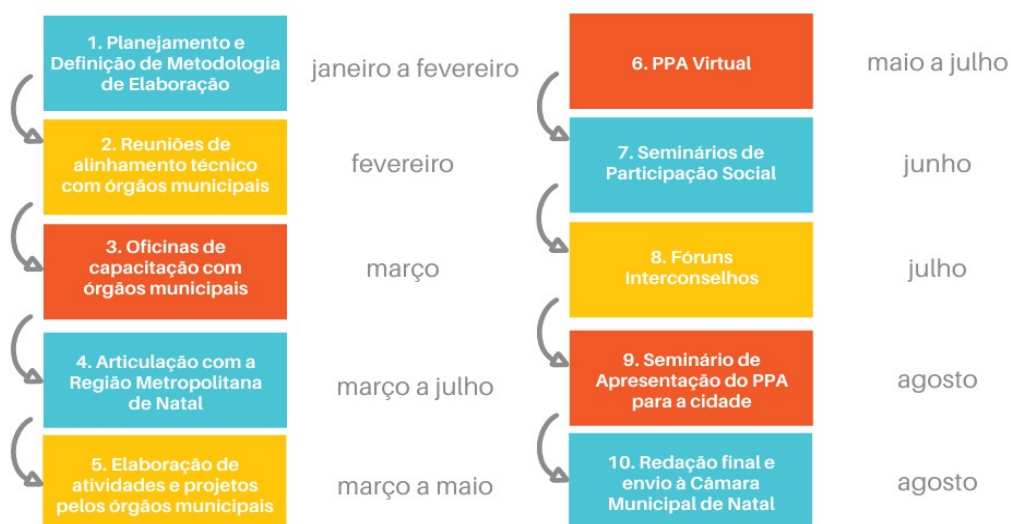 1. Planejamento e
Definição de Metodologia
de Elaboração
janeiro a fevereiro
2. Reuniões de
alinhamento técnico
com órgãos municipais
fevereiro
3. Oficinas de
capacitação com
órgãos municipais
março
4. Articulação com a
Região Metropolitana
de Natal
março a julho
5. Elaboração de
atividades e projetos
pelos órgãos municipais
março a maio
6. PPA Virtual
maio a julho
7. Seminários de
Participação Social
junho
8. Fóruns
Interconselhos
julho
9. Seminário de
Apresentação do PPA
para a cidade
agosto
10. Redação final e
envio à Câmara
Municipal de Natal
agosto